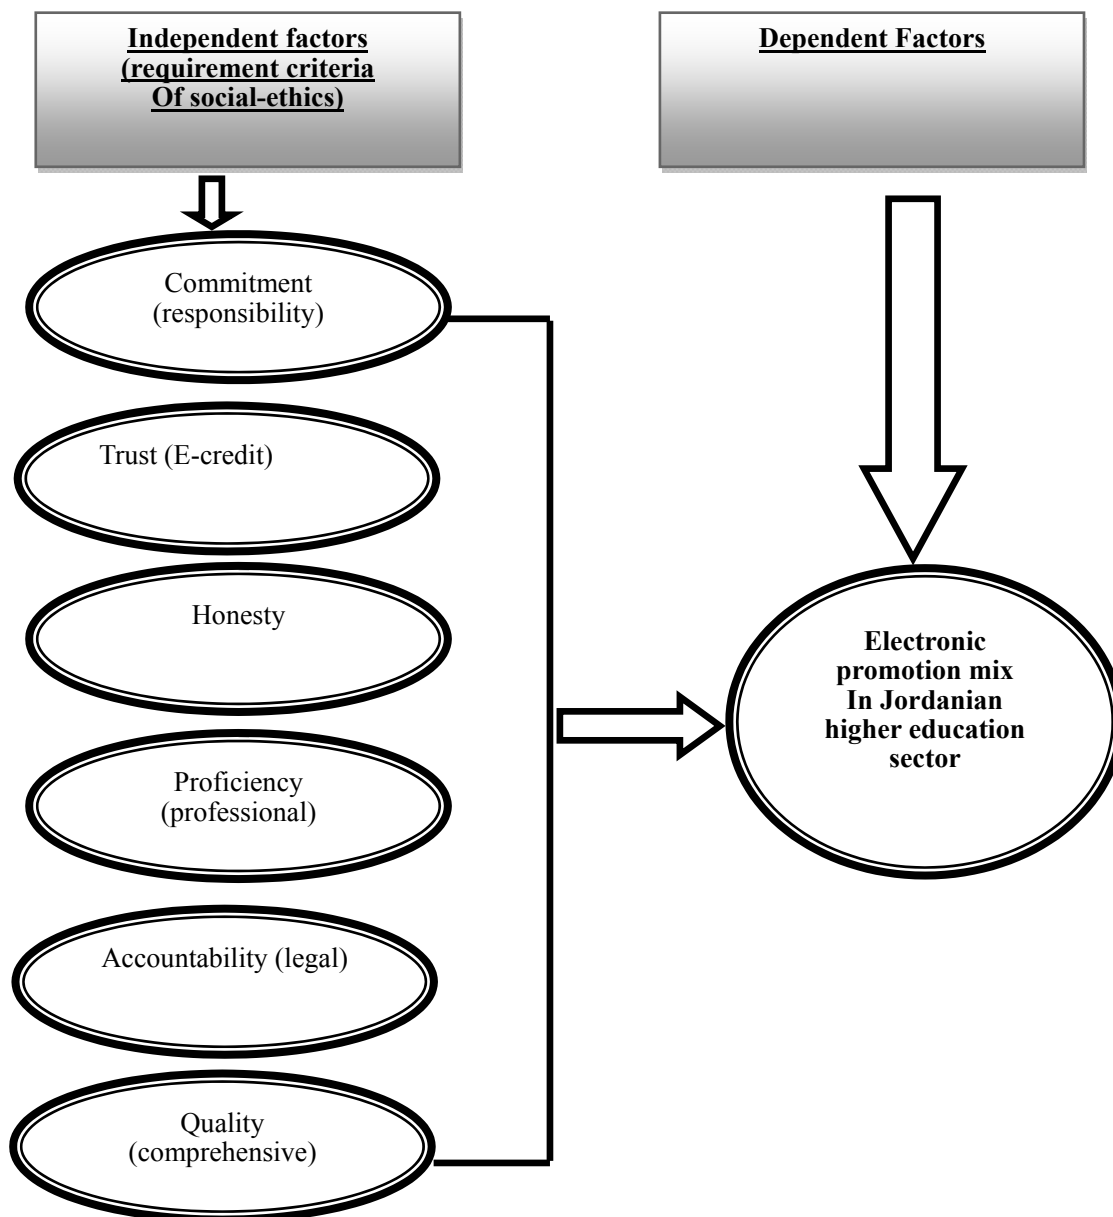 Independent factors
(requirement criteria
Of social-ethics)
Dependent Factors
Commitment
(responsibility)
Trust (E-credit)
Honesty
Proficiency
(professional)
Accountability (legal)
Quality
(comprehensive)
Electronic
promotion mix
In Jordanian
higher education
sector